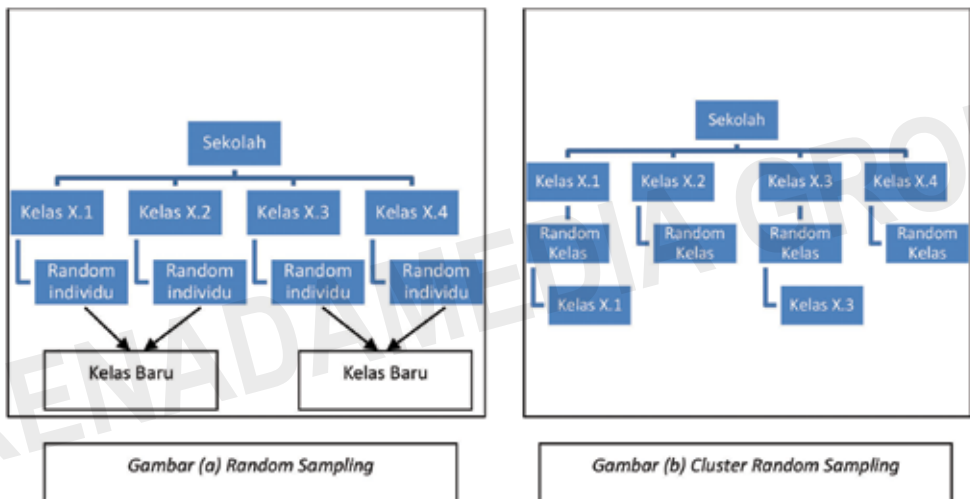 Sekolah
Kelas X.1
Kelas X.2
Kelas X.3
Kelas X.4
Random
individu
Random
individu
Random
individu
Random
individu
Kelas Baru
Kelas Baru
Gambar (a) Random Sampling
Sekolah
Kelas X.1
Kelas X.2
Kelas X.3
Kelas X.4
Random
Kelas
Random
Kelas
Random
Kelas
Random
Kelas
Kelas X.1
Kelas X.3
Gambar (b) Cluster Random Sampling
RENADAMEDIA GRO